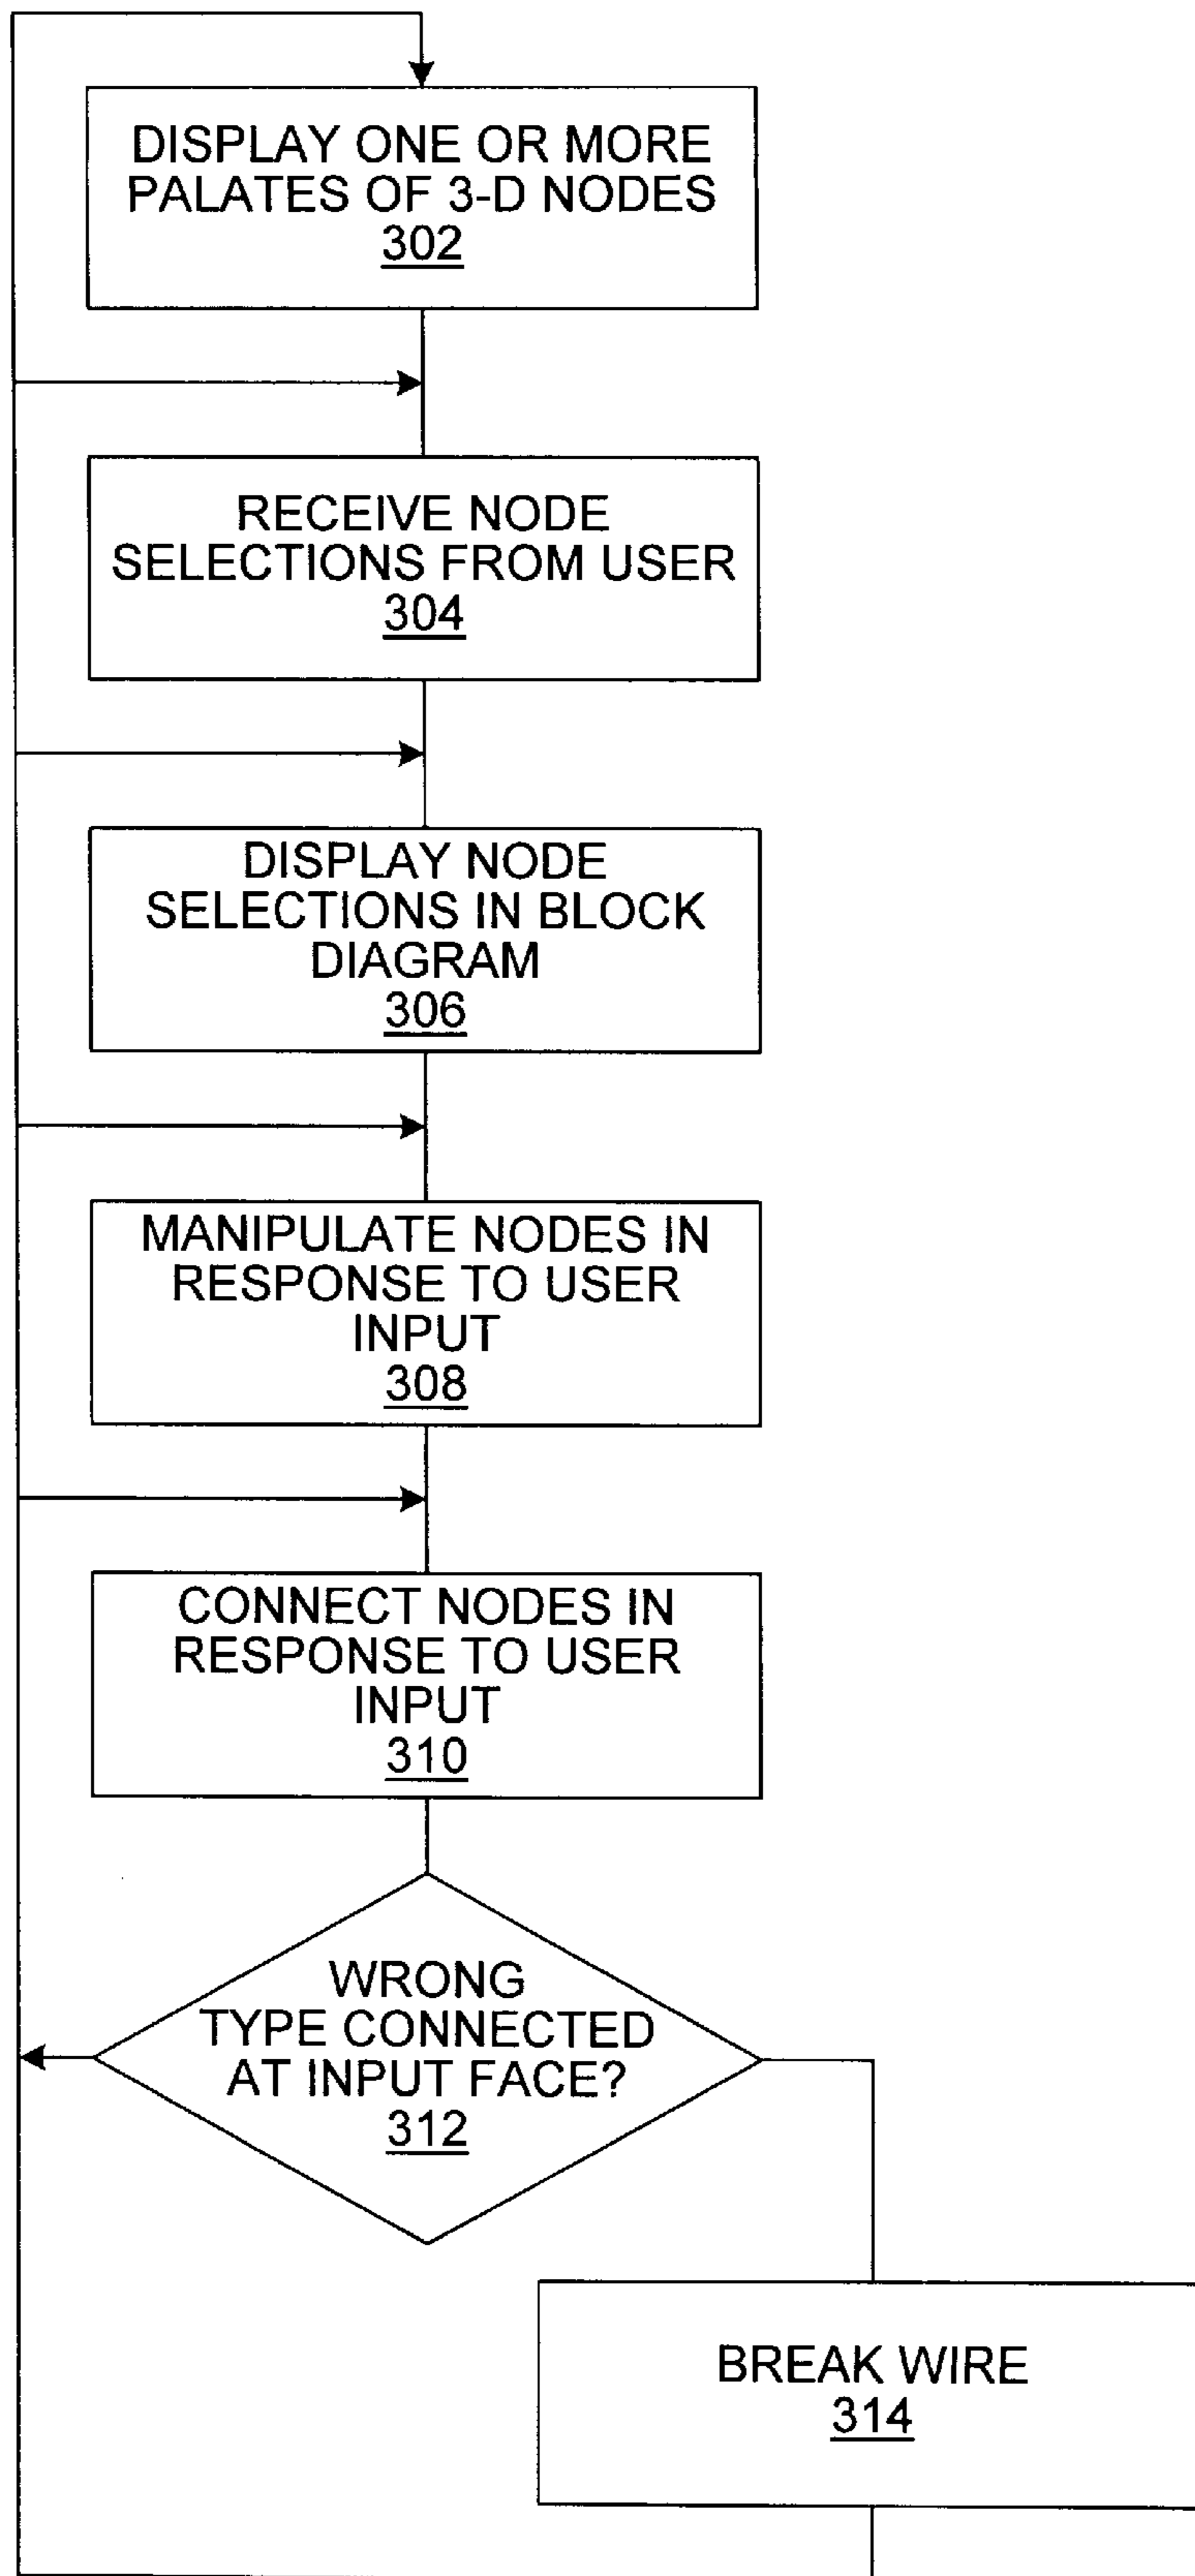 DISPLAY ONE OR MORE
PALATES OF 3-D NODES
302
RECEIVE NODE
SELECTIONS FROM USER
304
DISPLAY NODE
SELECTIONS IN BLOCK
DIAGRAM
306
MANIPULATE NODES IN
RESPONSE TO USER
INPUT
308
CONNECT NODES IN
RESPONSE TO USER
INPUT
310
WRONG
TYPE CONNECTED
AT INPUT FACE?
312
BREAK WIRE
314